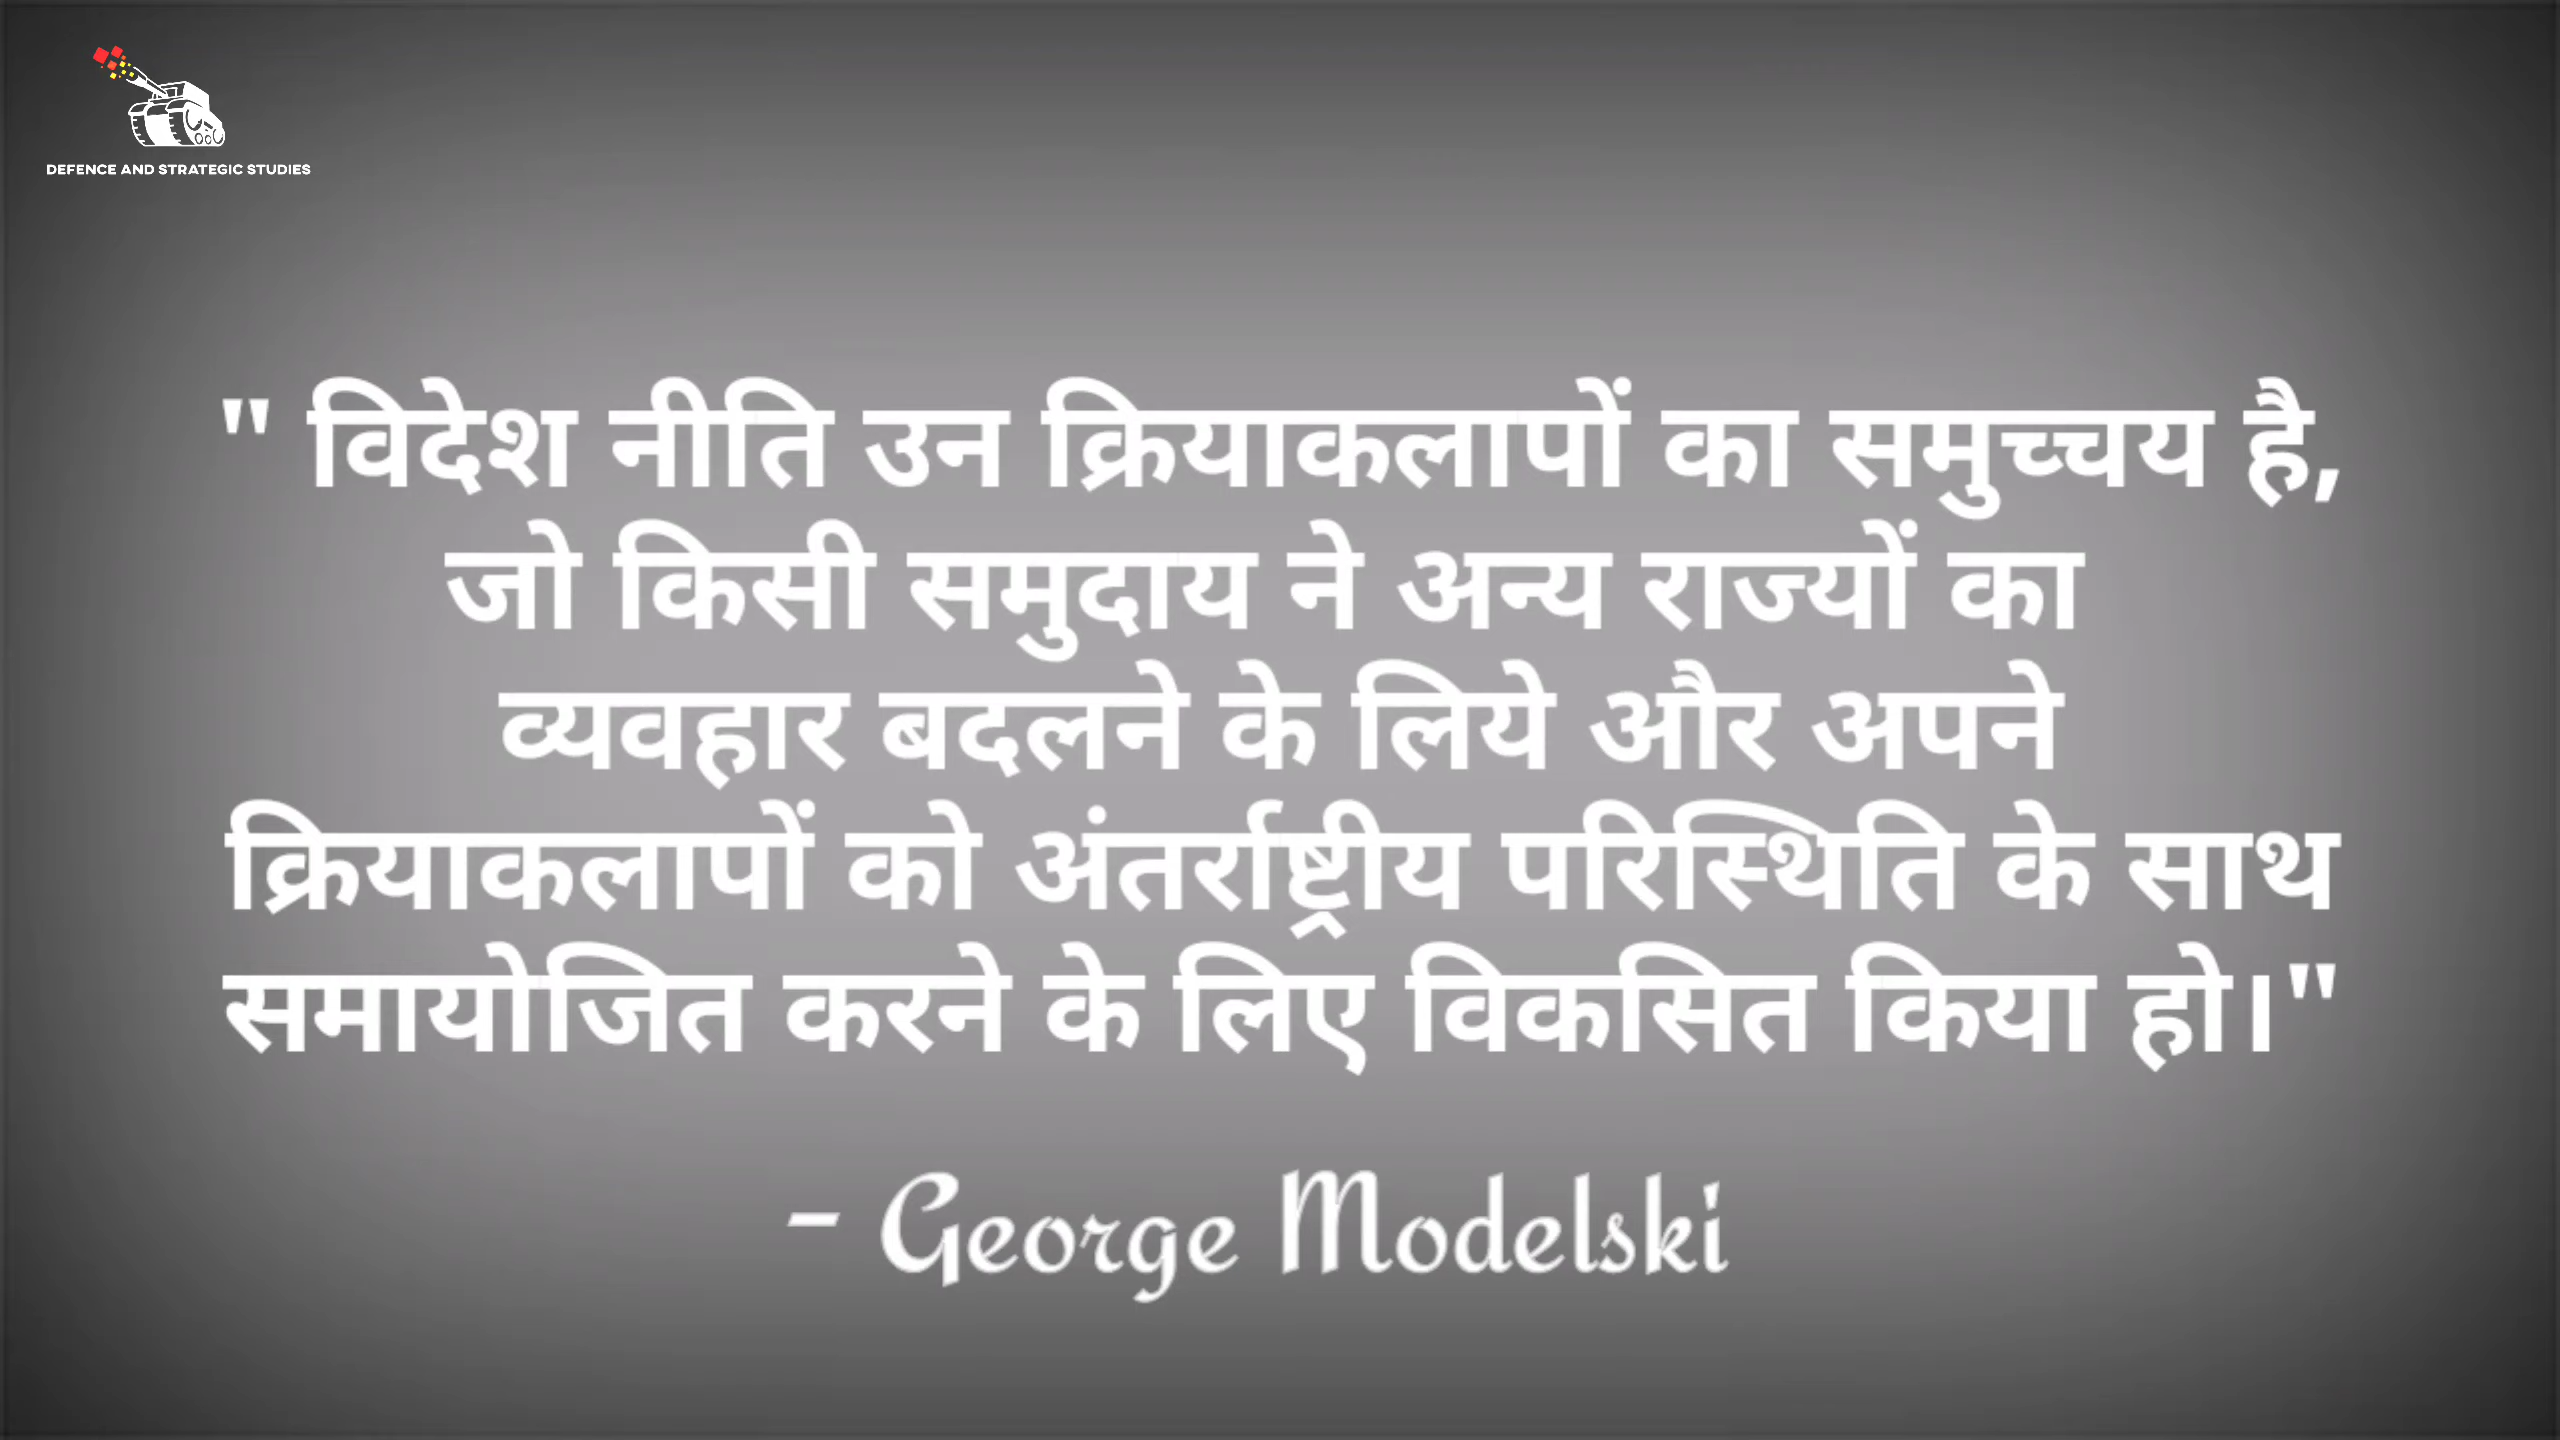 DEFENCE AND STRATEGIC STUDIES
" विदेश नीति उन क्रियाकलापों का समुच्चय है,
जो किसी समुदाय ने अन्य राज्यों का
व्यवहार बदलने के लिये और अपने
क्रियाकलापों को अंतर्राष्ट्रीय परिस्थिति के साथ
समायोजित करने के लिए विकसित किया हो।"
- George Modelski